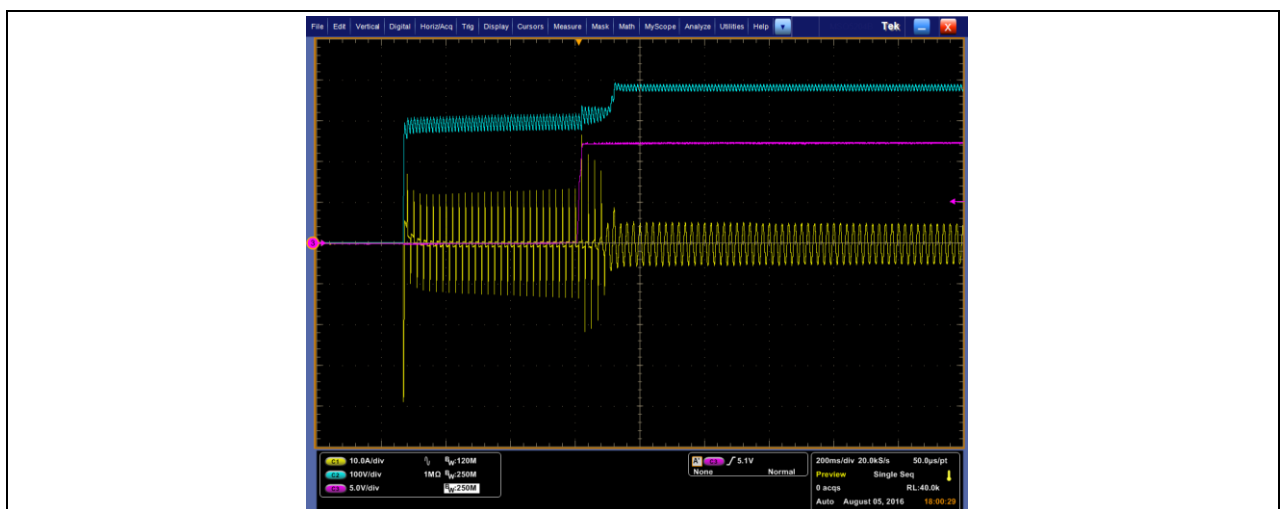 File Edit Vertical Digital Horiz/Acq Trig Display Cursors Measure Mask Math MyScope Analyze Utilities Help Tek X
C1 10.0A/div BW:120M
C2 100V/div 1MΩ BW:250M
C3 5.0V/div BW:250M
A' C3 5.1V
None Normal
200ms/div 20.0kS/s 50.0µs/pt
Preview Single Seq
0 acqs RL:40.0k
Auto August 05, 2016 18:00:29